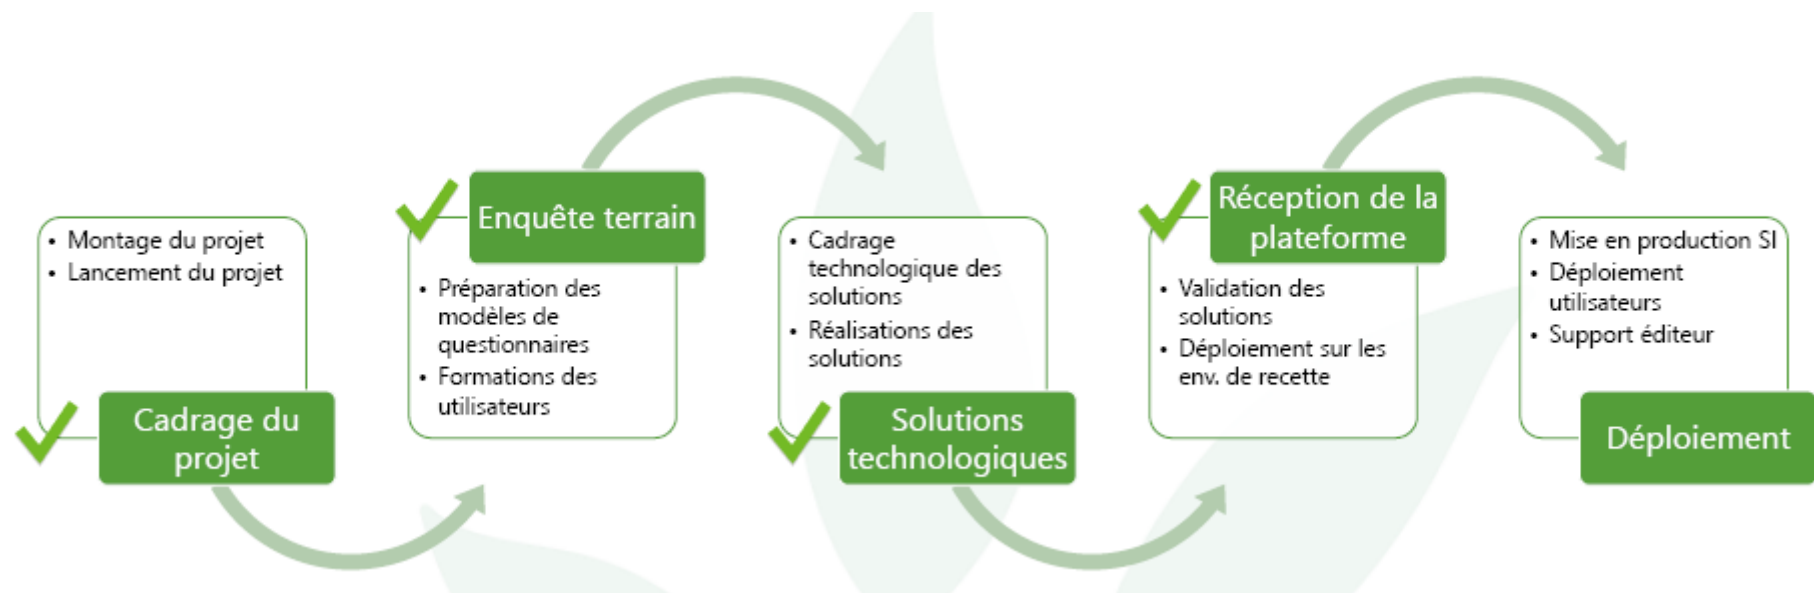 • Montage du projet
• Lancement du projet
Cadrage du
projet
Enquête terrain
• Préparation des
modèles de
questionnaires
• Formations des
utilisateurs
• Cadrage
technologique des
solutions
• Réalisations des
solutions
Solutions
technologiques
Réception de la
plateforme
• Validation des
solutions
• Déploiement sur les
env. de recette
• Mise en production SI
• Déploiement
utilisateurs
• Support éditeur
Déploiement